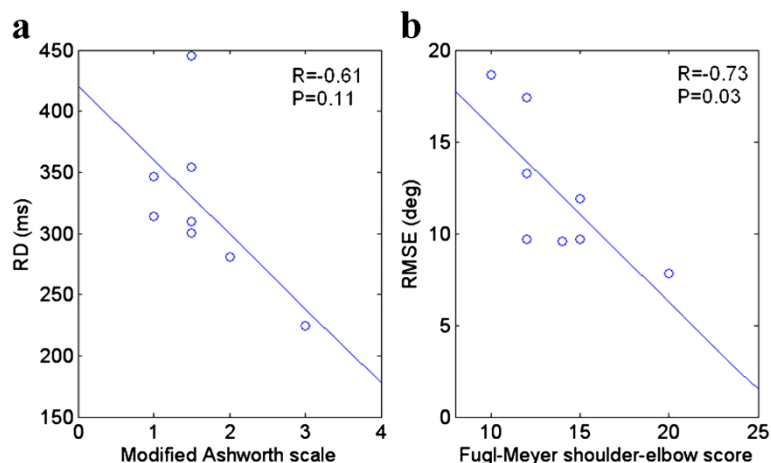 a
450
400
350
300
250
200
150
RD (ms)
R=-0.61
P=0.11
0 1 2 3 4
Modified Ashworth scale
b
20
15
10
5
0
RMSE (deg)
R=-0.73
P=0.03
10 15 20 25
Fugl-Meyer shoulder-elbow score